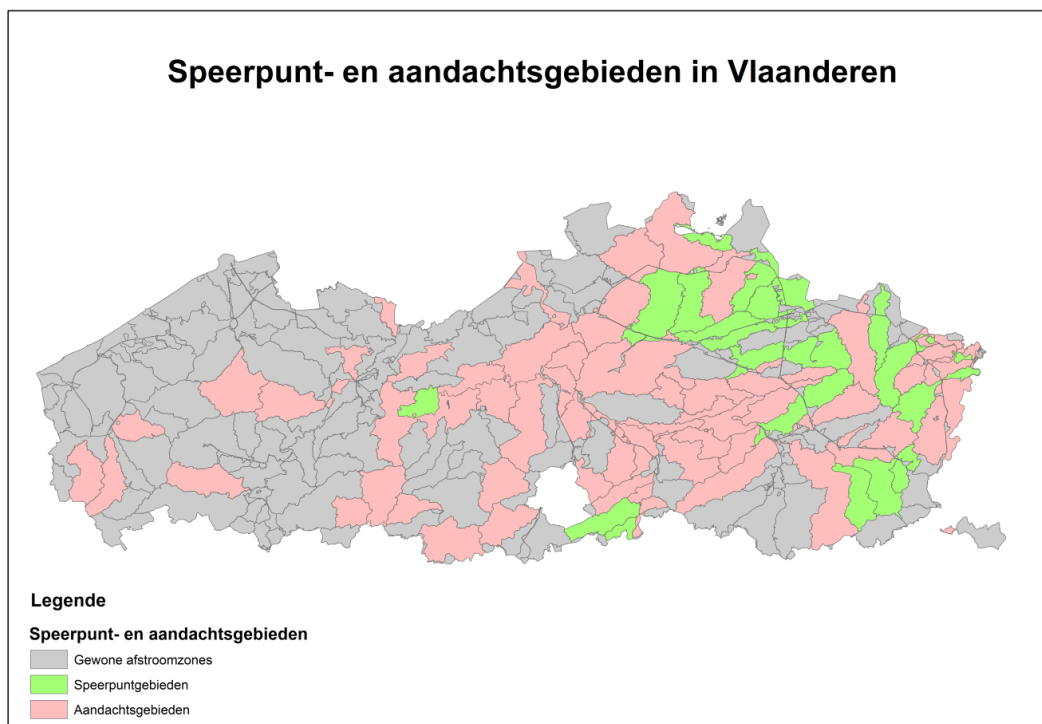 Speerpunt- en aandachtsgebieden in Vlaanderen
Legende
Speerpunt- en aandachtsgebieden
Gewone afstroomzones
Speerpuntgebieden
Aandachtsgebieden